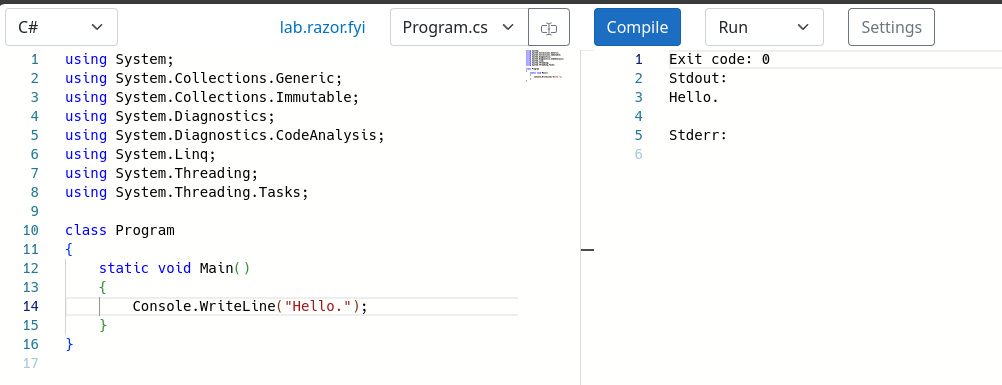 C# lab.razor.fyi Program.cs Compile Run Settings
1 using System;
2 using System.Collections.Generic;
3 using System.Collections.Immutable;
4 using System.Diagnostics;
5 using System.Diagnostics.CodeAnalysis;
6 using System.Linq;
7 using System.Threading;
8 using System.Threading.Tasks;
9
10 class Program
11 {
12     static void Main()
13     {
14         Console.WriteLine("Hello.");
15     }
16 }
17
1 Exit code: 0
2 Stdout:
3 Hello.
4
5 Stderr:
6